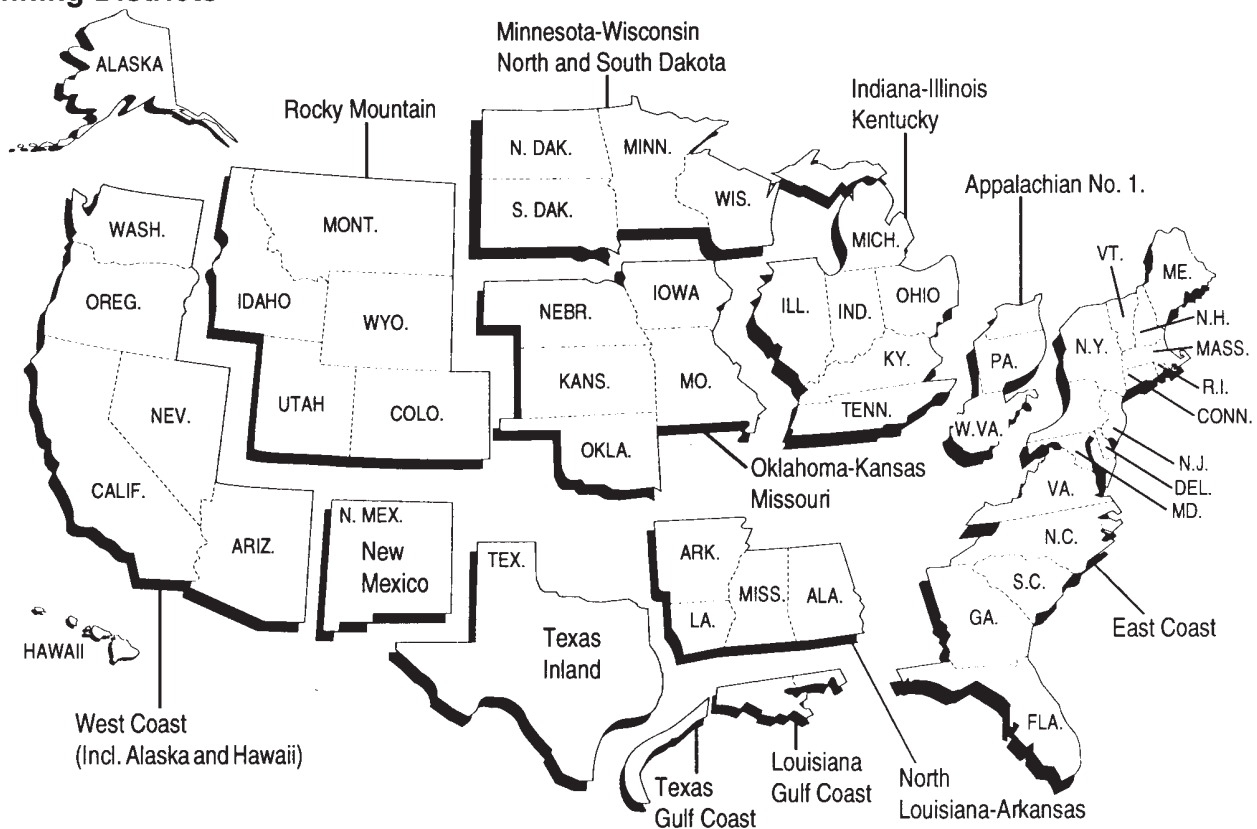 ALASKA
Minnesota-Wisconsin
North and South Dakota
Rocky Mountain
Indiana-Illinois
Kentucky
Appalachian No. 1.
N. DAK.
MINN.
S. DAK.
WIS.
WASH.
MONT.
MICH.
VT.
ME.
OREG.
IDAHO
WYO.
NEBR.
IOWA
ILL.
IND.
OHIO
N.H.
MASS.
R.I.
CONN.
N.Y.
PA.
KY.
KANS.
MO.
TENN.
W.VA.
NEV.
UTAH
COLO.
OKLA.
Oklahoma-Kansas
Missouri
N.J.
DEL.
MD.
VA.
CALIF.
ARIZ.
N. MEX.
New
Mexico
TEX.
Texas
Inland
ARK.
MISS.
ALA.
LA.
N.C.
S.C.
GA.
East Coast
HAWAII
FLA.
West Coast
(Incl. Alaska and Hawaii)
Texas
Gulf Coast
Louisiana
Gulf Coast
North
Louisiana-Arkansas